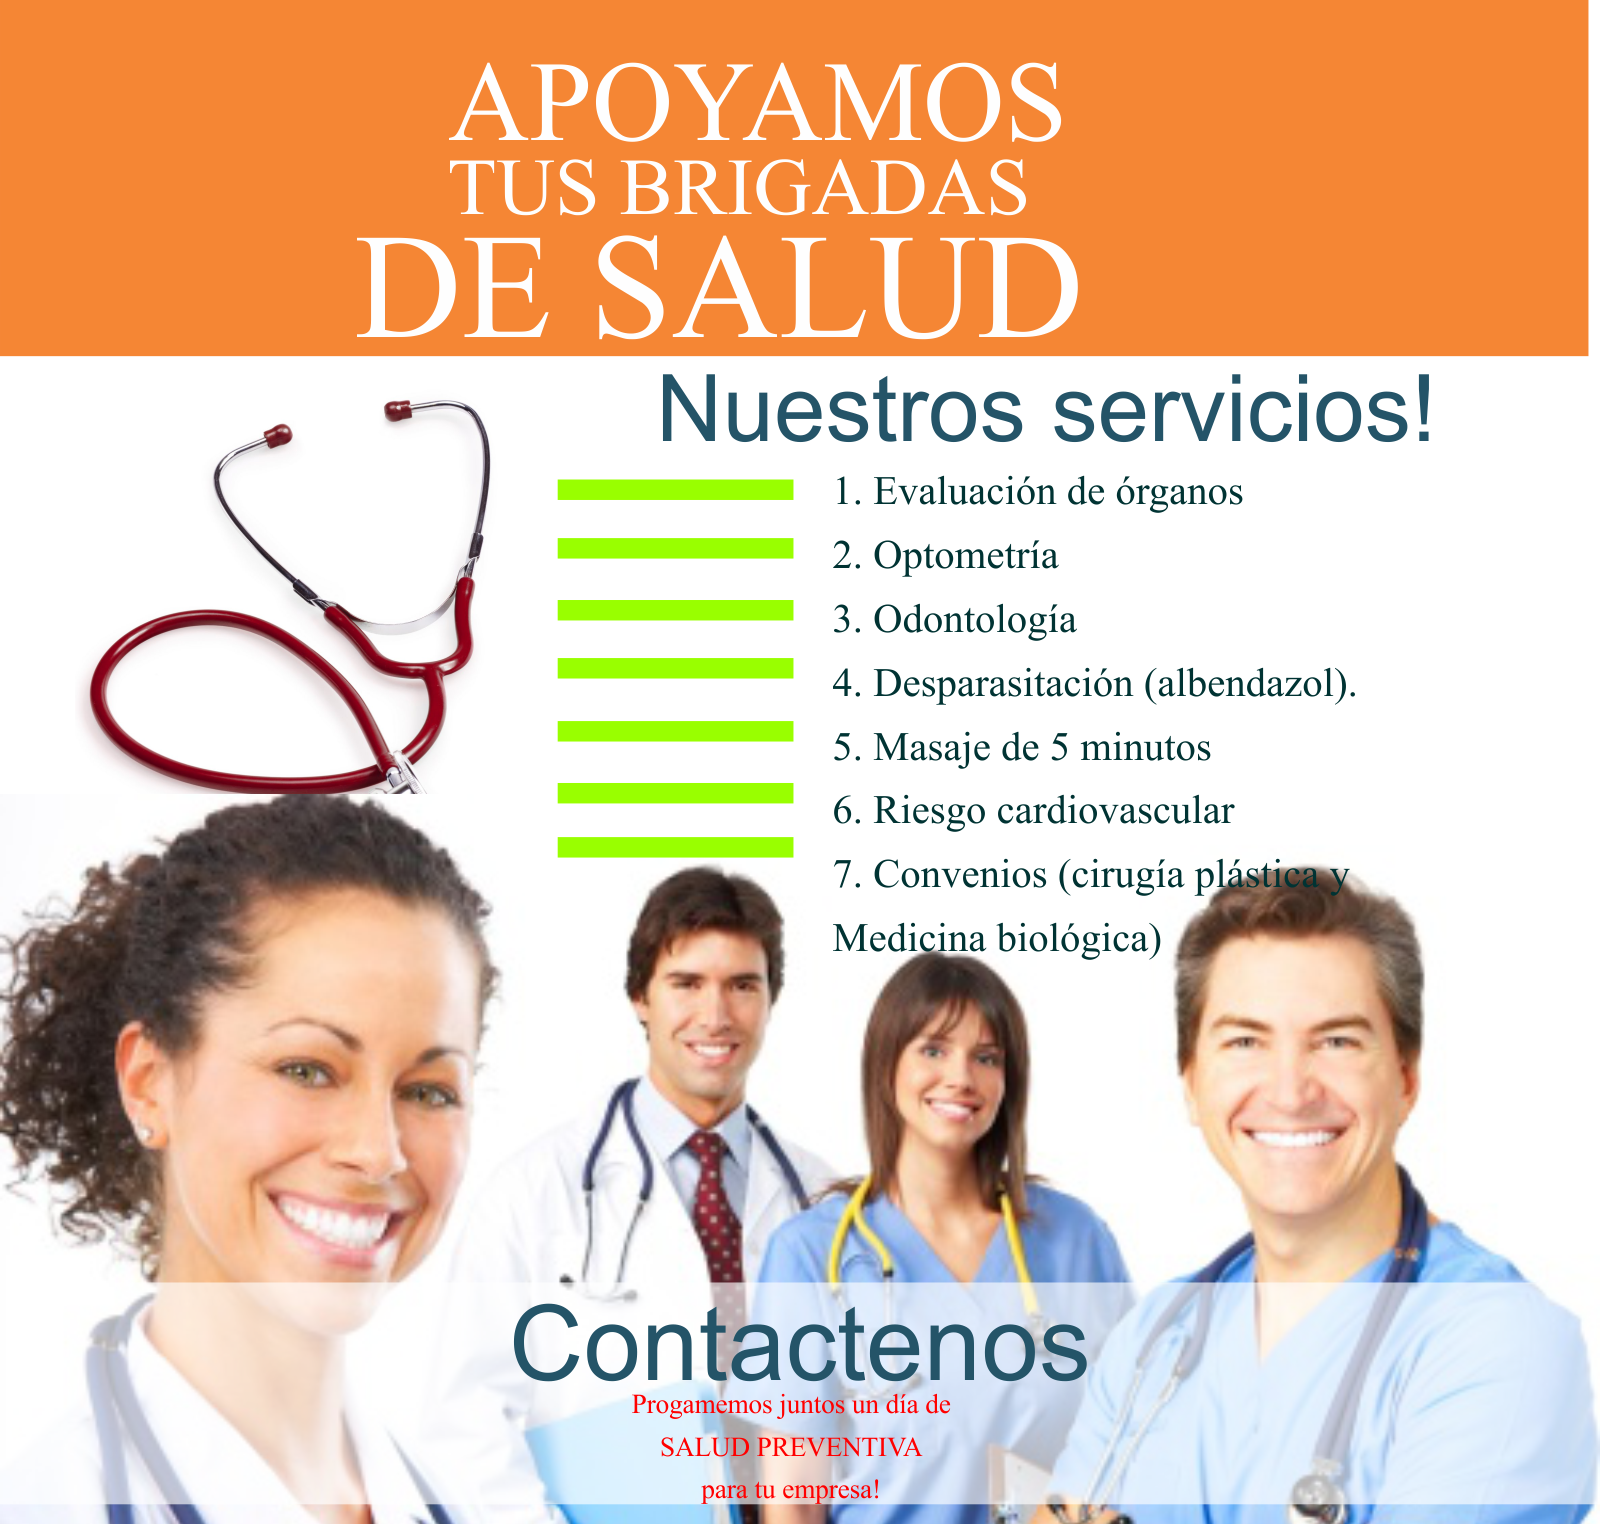 APOYAMOS
TUS BRIGADAS
DE SALUD
Nuestros servicios!
1. Evaluación de órganos
2. Optometría
3. Odontología
4. Desparasitación (albendazol).
5. Masaje de 5 minutos
6. Riesgo cardiovascular
7. Convenios (cirugía plástica y
Medicina biológica)
Contactenos
Progamemos juntos un día de
SALUD PREVENTIVA
para tu empresa!